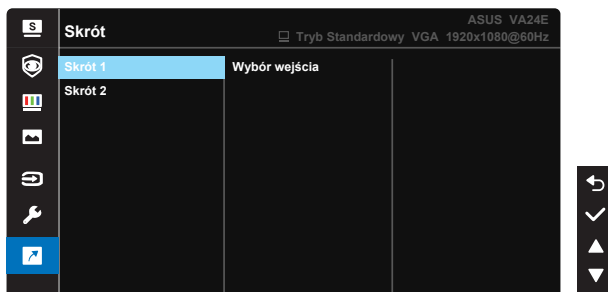 S
Skrót
ASUS VA24E
Tryb Standardowy VGA 1920x1080@60Hz
Skrót 1
Wybór wejścia
Skrót 2